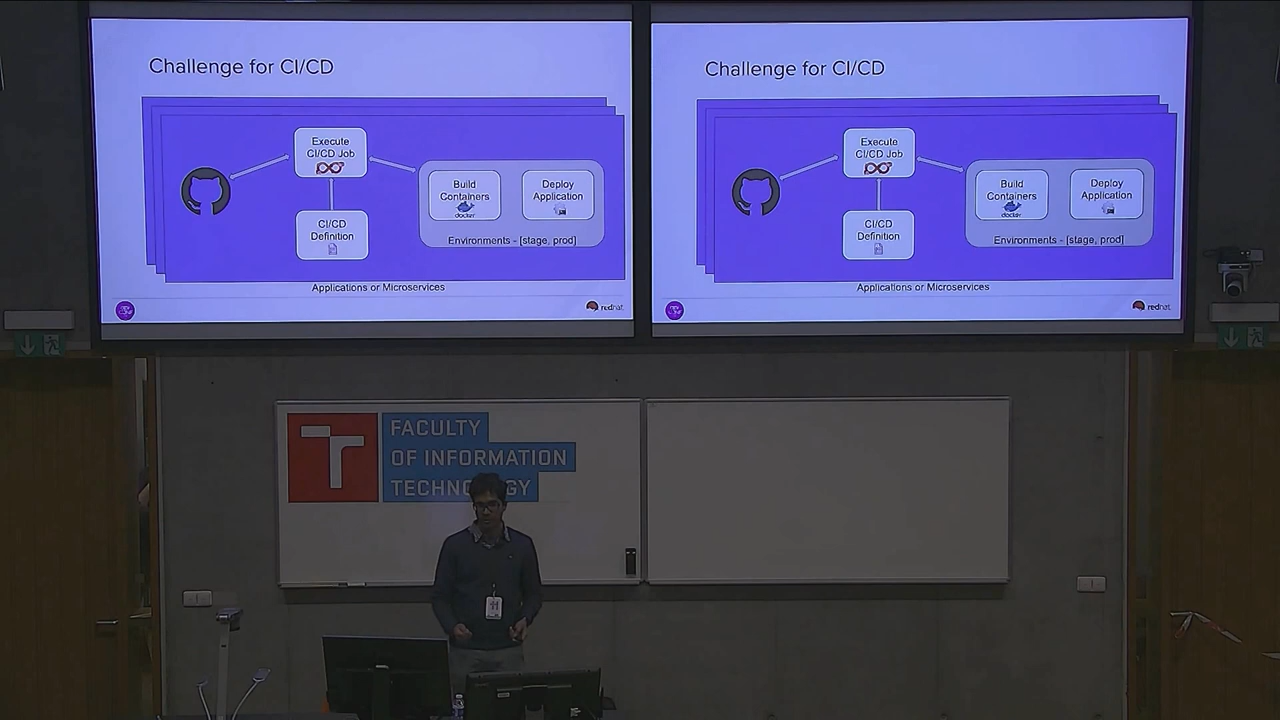 Challenge for CI/CD
Execute
CI/CD Job
Build
Containers
docker
Deploy
Application
CI/CD
Definition
Environments - [stage, prod]
Applications or Microservices
redhat
Challenge for CI/CD
Execute
CI/CD Job
Build
Containers
docker
Deploy
Application
CI/CD
Definition
Environments - [stage, prod]
Applications or Microservices
redhat
FACULTY
OF INFORMATION
TECHNOLOGY